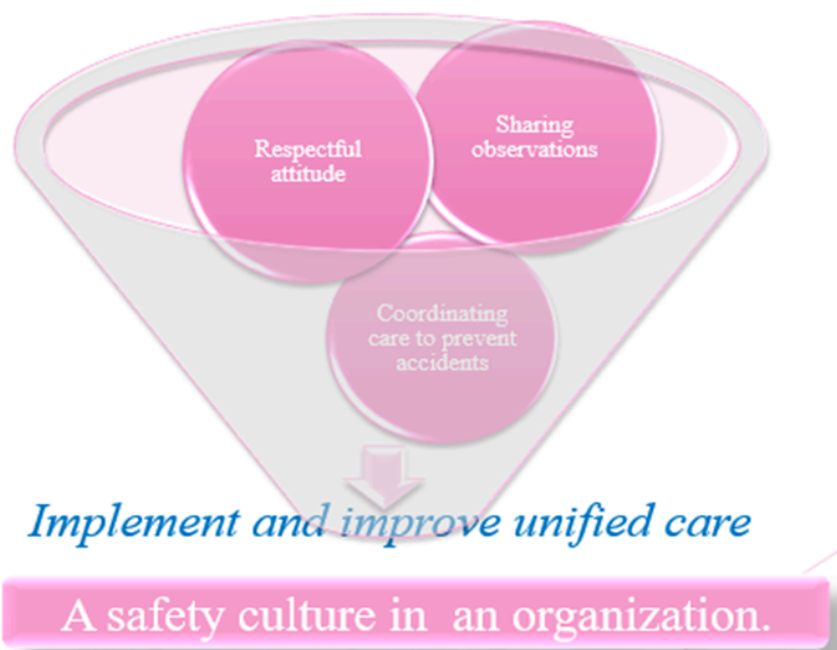 Sharing
observations
Respectful
attitude
Coordinating
care to prevent
accidents
Implement and improve unified care
A safety culture in  an organization.